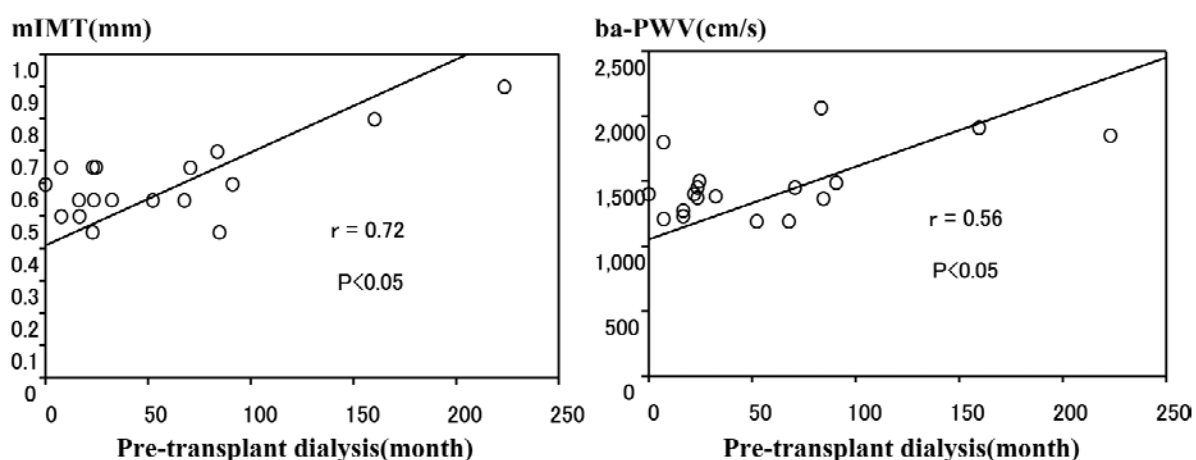 mIMT(mm)
1.0
0.9
0.8
0.7
0.6
0.5
0.4
0.3
0.2
0.1
0
r = 0.72
P<0.05
0 50 100 150 200 250
Pre-transplant dialysis(month)
ba-PWV(cm/s)
2,500
2,000
1,500
1,000
500
0
r = 0.56
P<0.05
0 50 100 150 200 250
Pre-transplant dialysis(month)